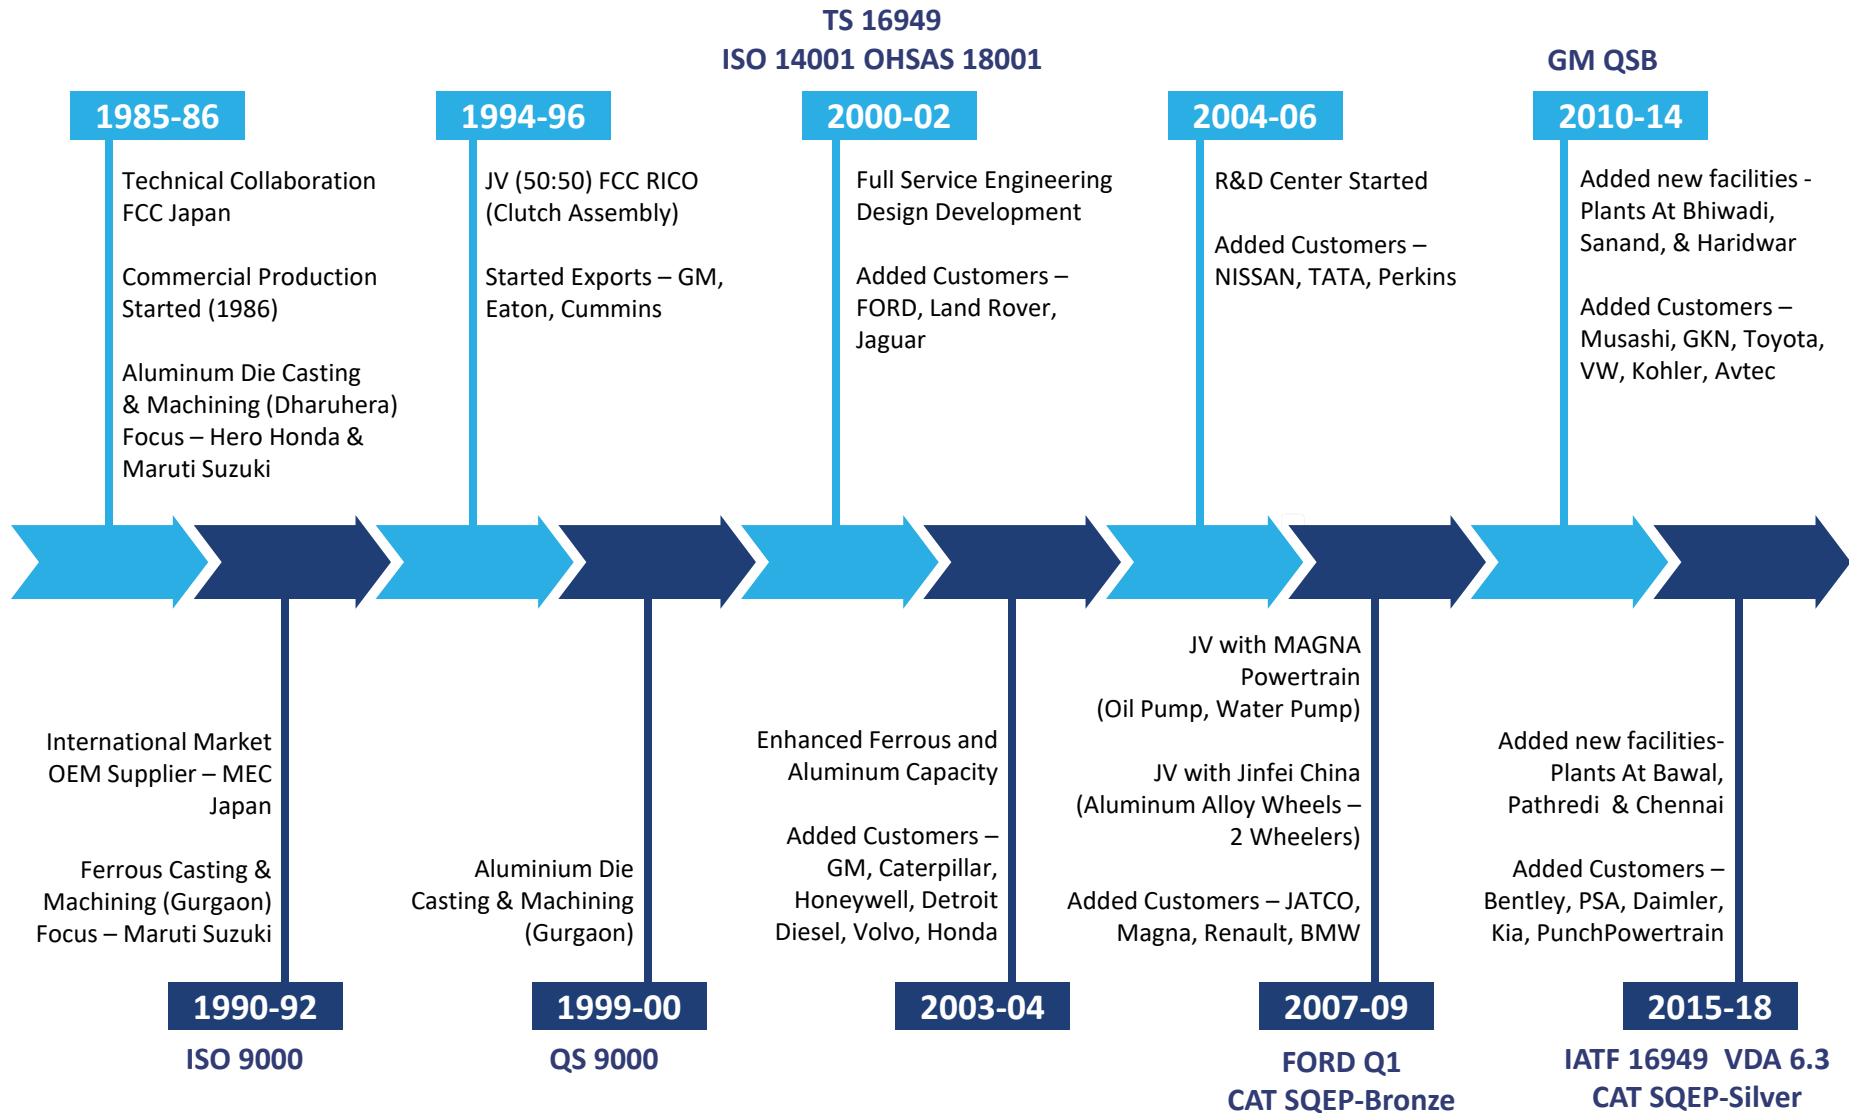 TS 16949
ISO 14001 OHSAS 18001
GM QSB
1985-86
Technical Collaboration
FCC Japan
Commercial Production
Started (1986)
Aluminum Die Casting
& Machining (Dharuhera)
Focus – Hero Honda &
Maruti Suzuki
1994-96
JV (50:50) FCC RICO
(Clutch Assembly)
Started Exports – GM,
Eaton, Cummins
2000-02
Full Service Engineering
Design Development
Added Customers –
FORD, Land Rover,
Jaguar
2004-06
R&D Center Started
Added Customers –
NISSAN, TATA, Perkins
2010-14
Added new facilities -
Plants At Bhiwadi,
Sanand, & Haridwar
Added Customers –
Musashi, GKN, Toyota,
VW, Kohler, Avtec
International Market
OEM Supplier – MEC
Japan
Ferrous Casting &
Machining (Gurgaon)
Focus – Maruti Suzuki
1990-92
ISO 9000
Aluminium Die
Casting & Machining
(Gurgaon)
1999-00
QS 9000
Enhanced Ferrous and
Aluminum Capacity
Added Customers –
GM, Caterpillar,
Honeywell, Detroit
Diesel, Volvo, Honda
2003-04
JV with MAGNA
Powertrain
(Oil Pump, Water Pump)
JV with Jinfei China
(Aluminum Alloy Wheels –
2 Wheelers)
Added Customers – JATCO,
Magna, Renault, BMW
2007-09
FORD Q1
CAT SQEP-Bronze
Added new facilities-
Plants At Bawal,
Pathredi  & Chennai
Added Customers –
Bentley, PSA, Daimler,
Kia, PunchPowertrain
2015-18
IATF 16949  VDA 6.3
CAT SQEP-Silver